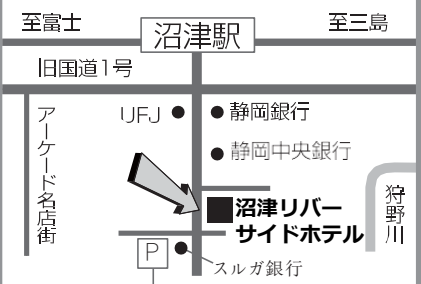 至富士
沼津駅
至三島
旧国道1号
アーケード名店街
UFJ
静岡銀行
静岡中央銀行
沼津リバー
サイドホテル
狩野川
P
スルガ銀行